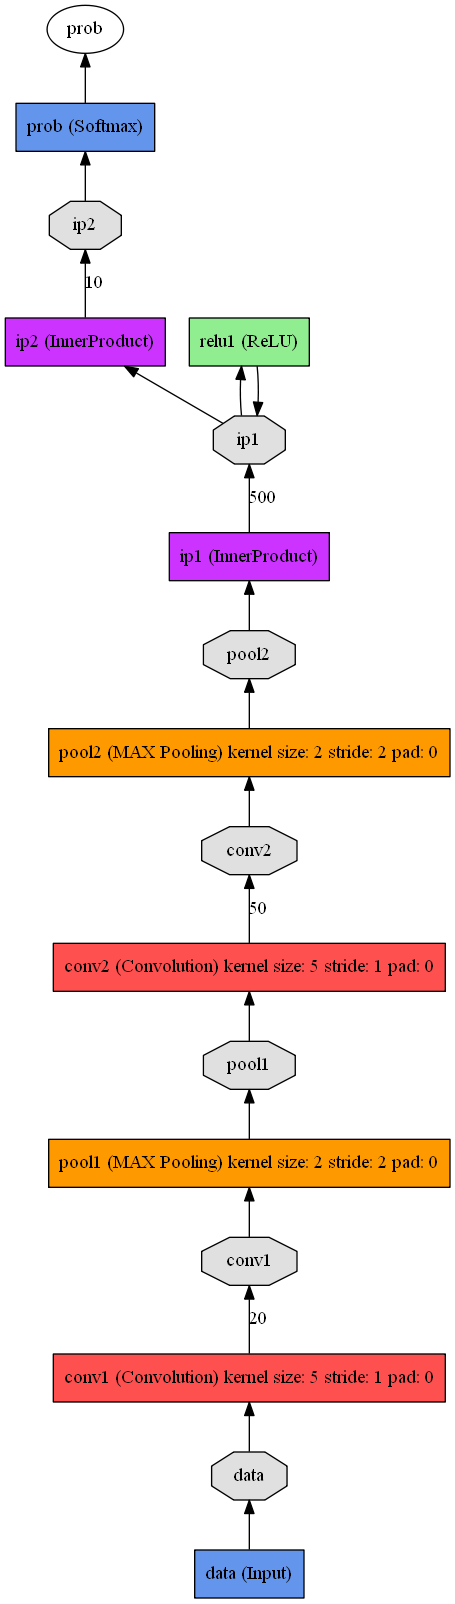 prob
prob (Softmax)
ip2
10
ip2 (InnerProduct)
relu1 (ReLU)
ip1
500
ip1 (InnerProduct)
pool2
pool2 (MAX Pooling) kernel size: 2 stride: 2 pad: 0
conv2
50
conv2 (Convolution) kernel size: 5 stride: 1 pad: 0
pool1
pool1 (MAX Pooling) kernel size: 2 stride: 2 pad: 0
conv1
20
conv1 (Convolution) kernel size: 5 stride: 1 pad: 0
data
data (Input)